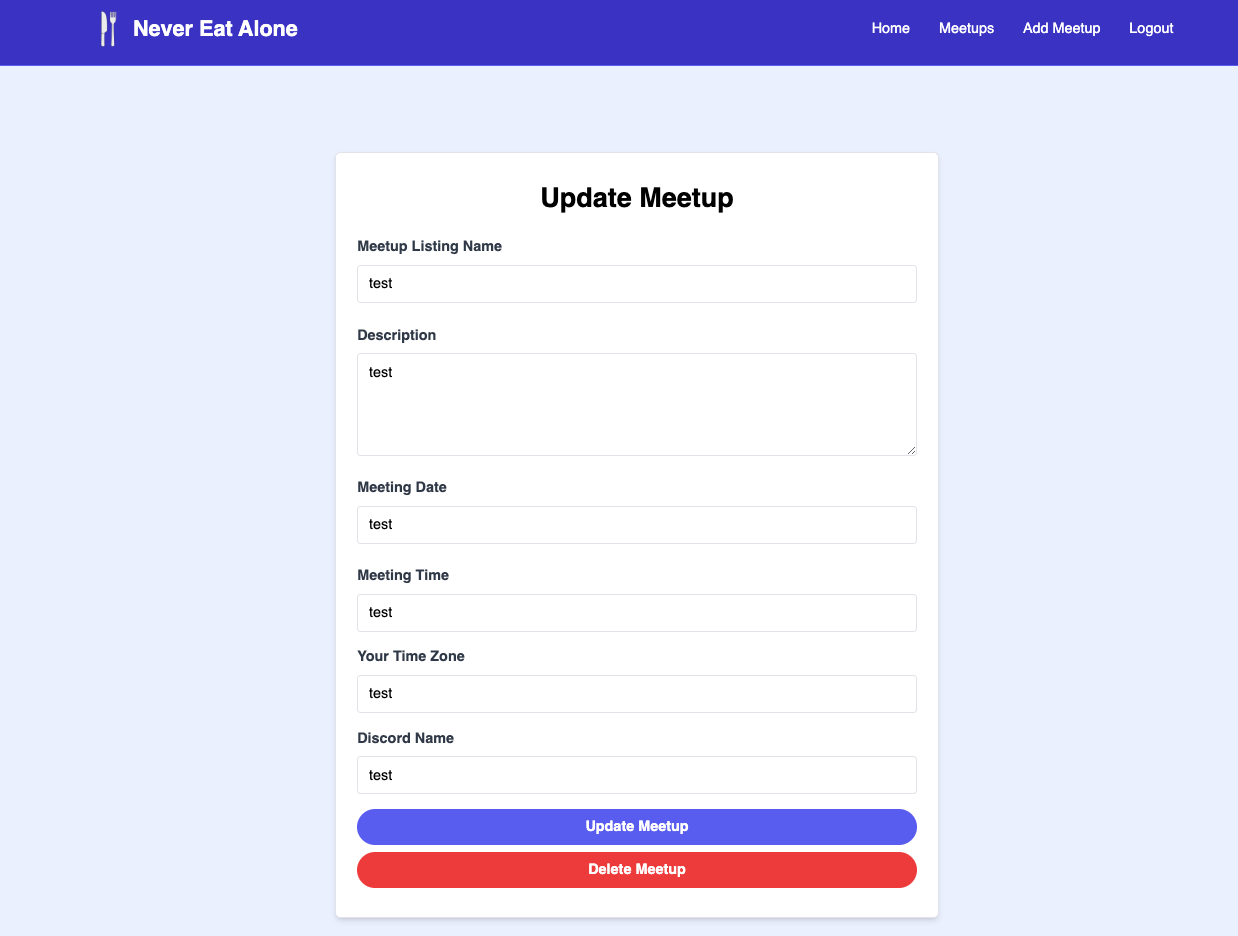 Never Eat Alone
Home Meetups Add Meetup Logout
Update Meetup
Meetup Listing Name
test
Description
test
Meeting Date
test
Meeting Time
test
Your Time Zone
test
Discord Name
test
Update Meetup
Delete Meetup